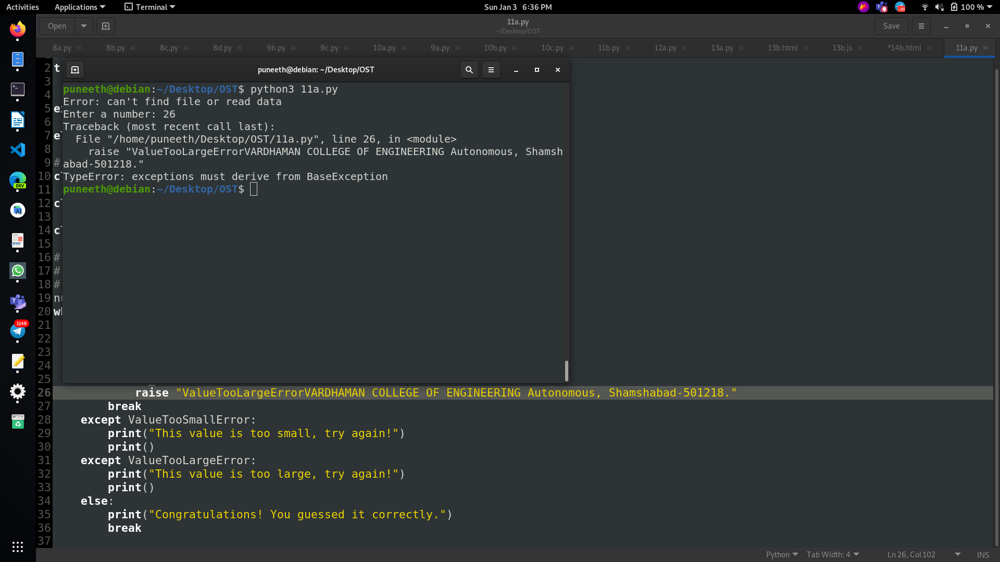 Activities Applications Terminal Sun Jan 3 6:36 PM 100 %
Open 11a.py Save
~/Desktop/OST
8a.py 8b.py 8c.py 8d.py 9b.py 9c.py 10a.py 9a.py 10b.py 10c.py 11b.py 12a.py 13a.py 13b.html 13b.js *14b.html 11a.py
puneeth@debian: ~/Desktop/OST
puneeth@debian:~/Desktop/OST$ python3 11a.py
Error: can't find file or read data
Enter a number: 26
Traceback (most recent call last):
File "/home/puneeth/Desktop/OST/11a.py", line 26, in <module>
raise "ValueTooLargeErrorVARDHAMAN COLLEGE OF ENGINEERING Autonomous, Shamsh
abad-501218."
TypeError: exceptions must derive from BaseException
puneeth@debian:~/Desktop/OST$
2 t
3
4
5
6
7 e
8
9 #
10 c
11
12 c
13
14 c
15
16 #
17 #
18 #
19 n
20 w
21
22
23
24
25
26 raise "ValueTooLargeErrorVARDHAMAN COLLEGE OF ENGINEERING Autonomous, Shamshabad-501218."
27 break
28 except ValueTooSmallError:
29 print("This value is too small, try again!")
30 print()
31 except ValueTooLargeError:
32 print("This value is too large, try again!")
33 print()
34 else:
35 print("Congratulations! You guessed it correctly.")
36 break
37
DEV
1148
Python Tab Width: 4 Ln 26, Col 102 INS